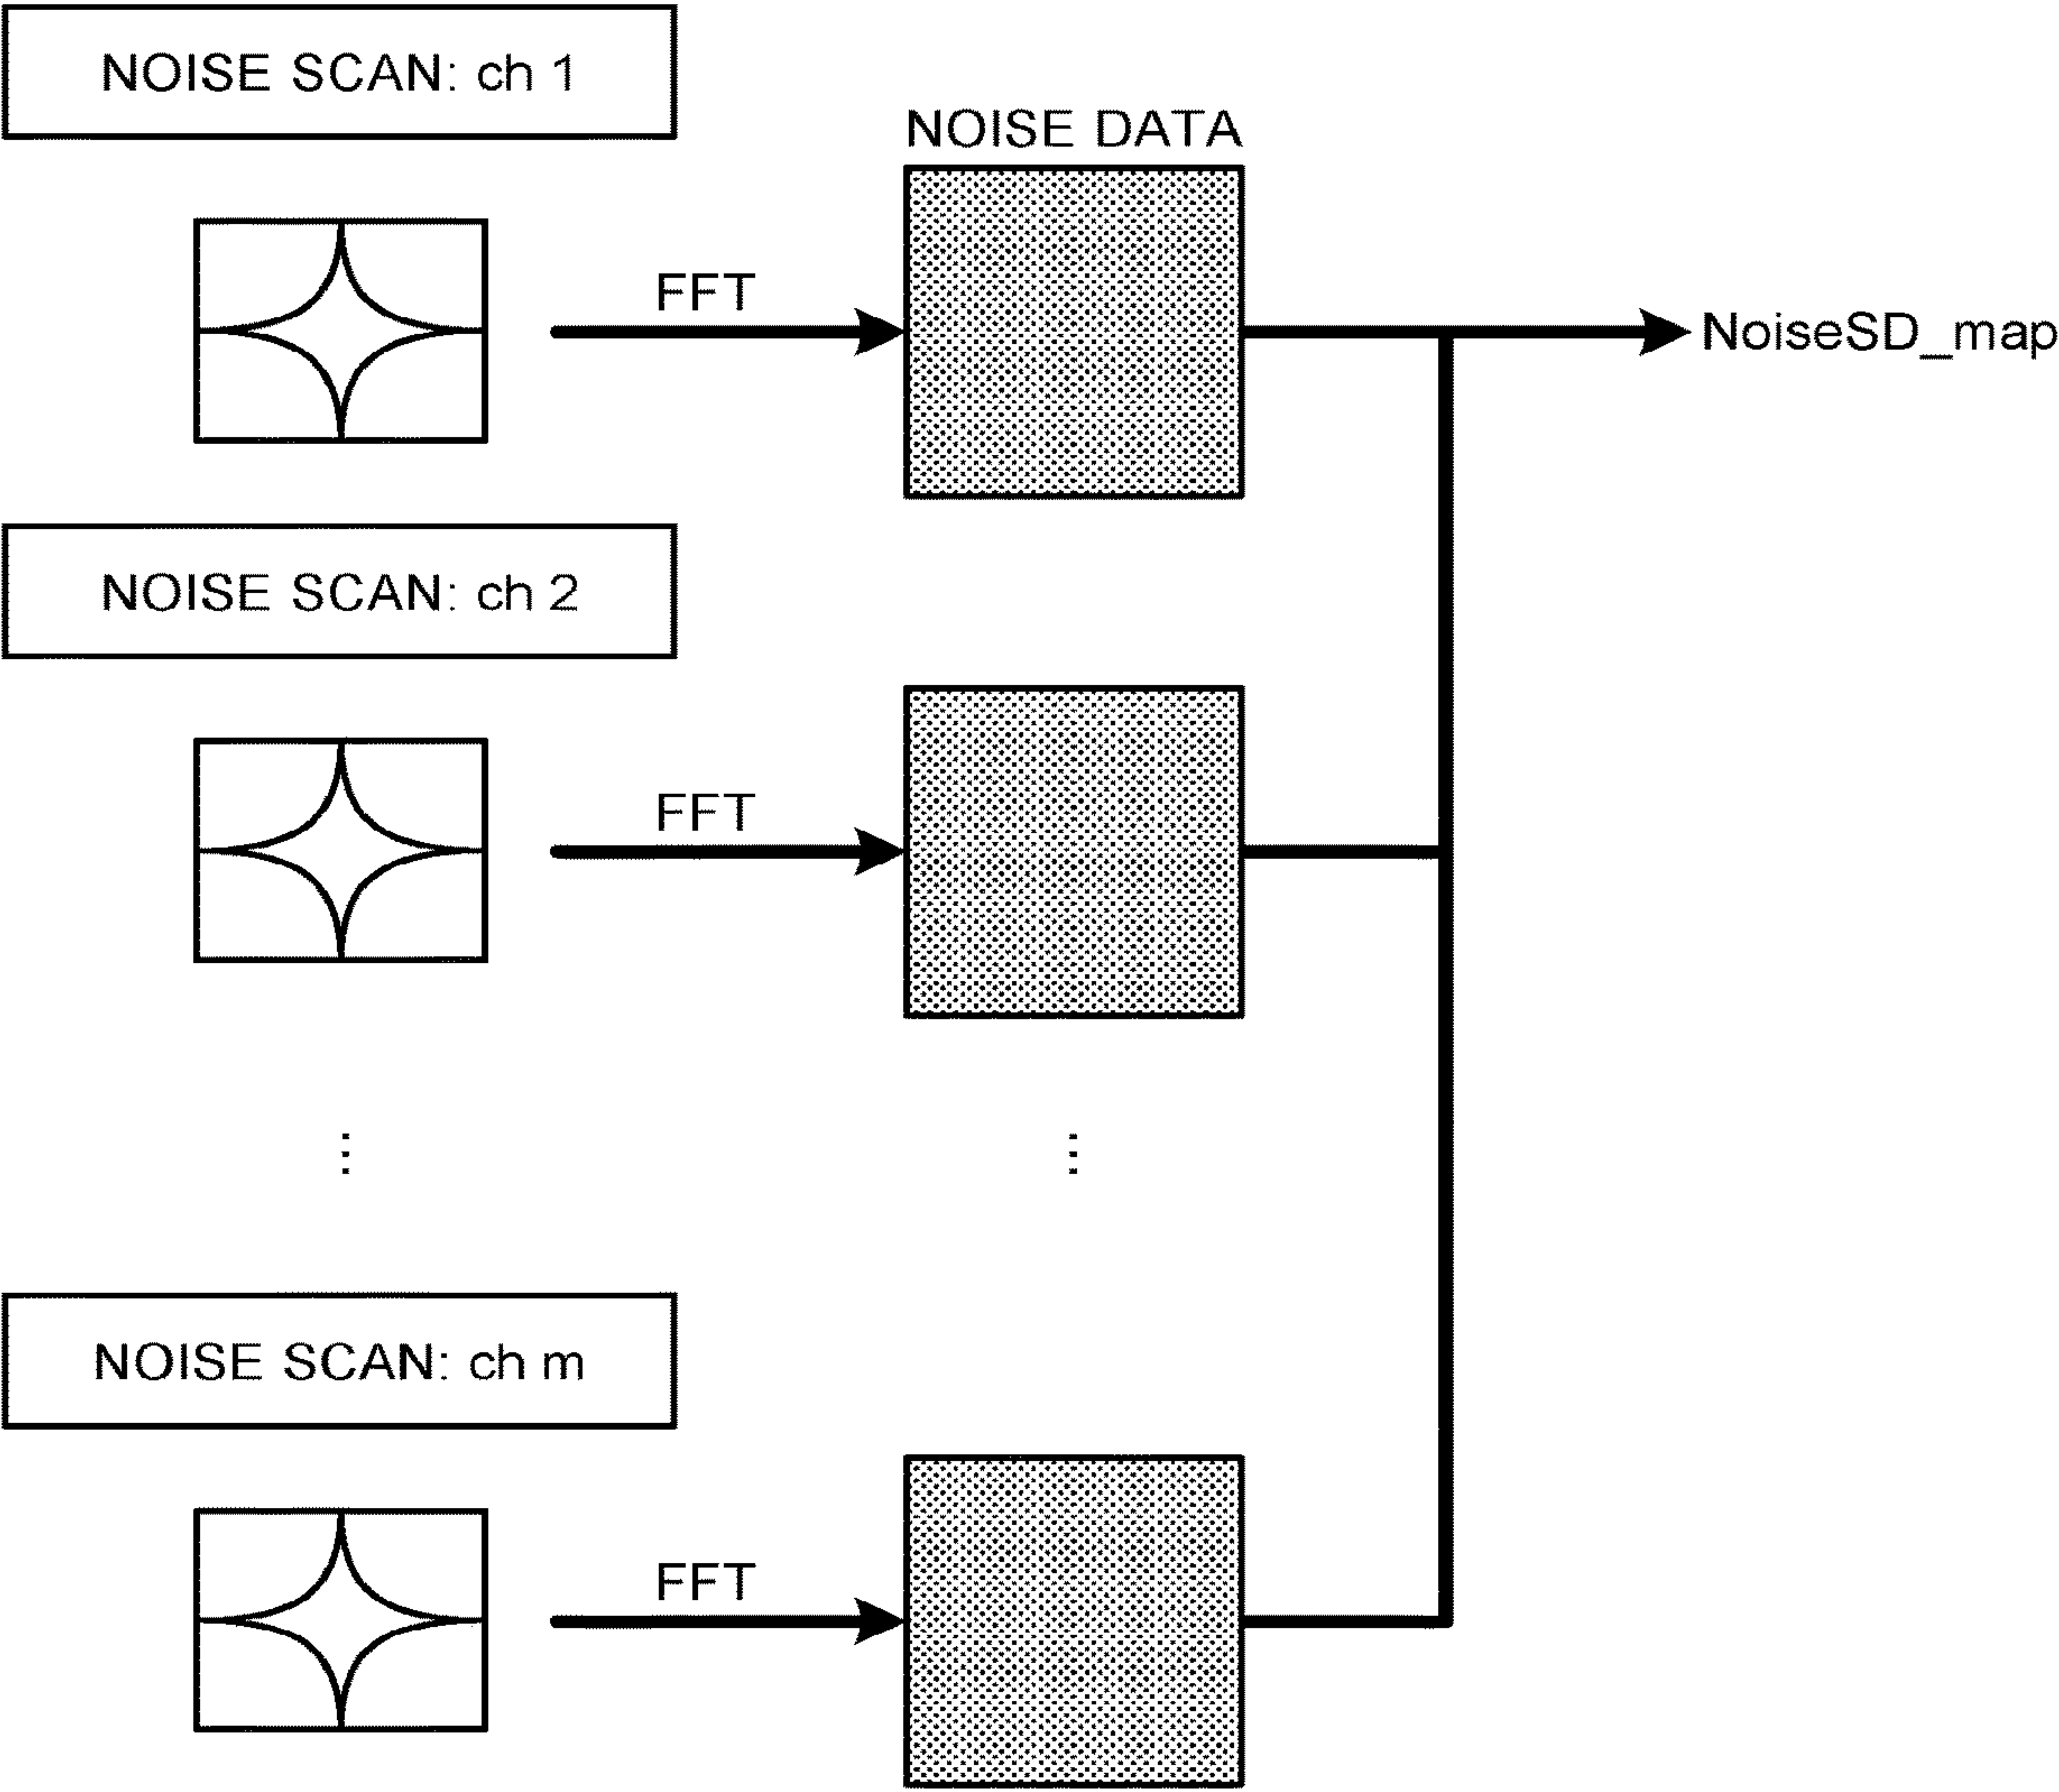 NOISE SCAN: ch 1
NOISE DATA
FFT
NoiseSD_map
NOISE SCAN: ch 2
FFT
NOISE SCAN: ch m
FFT